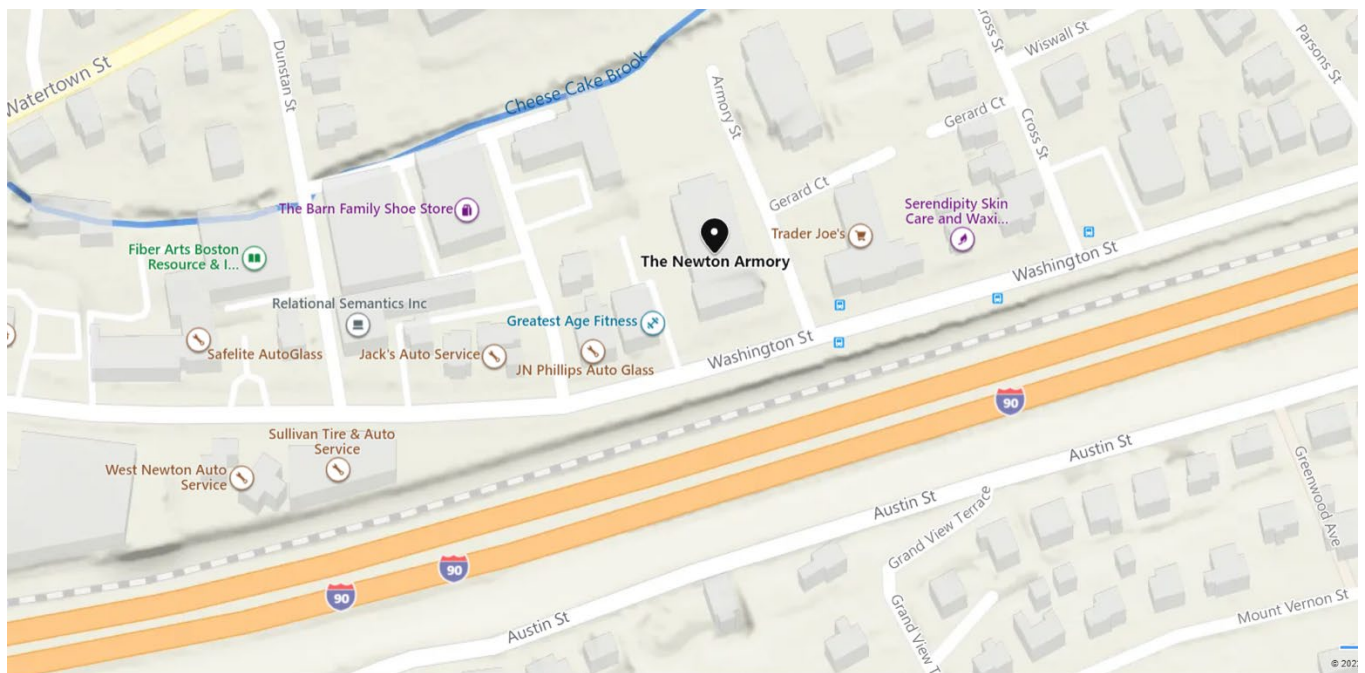 Watertown St
Dunstan St
Cheese Cake Brook
Armory St
Cross St
Wiswall St
Parsons St
Gerard Ct
Cross St
Gerard Ct
The Barn Family Shoe Store
Serendipity Skin
Care and Waxi...
Trader Joe's
Fiber Arts Boston
Resource & I...
The Newton Armory
Washington St
Relational Semantics Inc
Greatest Age Fitness
Safelite AutoGlass
Jack's Auto Service
JN Phillips Auto Glass
Washington St
90
Sullivan Tire & Auto
Service
West Newton Auto
Service
Austin St
Greenwood Ave
Austin St
Grand View Terrace
90
90
Grand View T
Mount Vernon St
Austin St
© 202